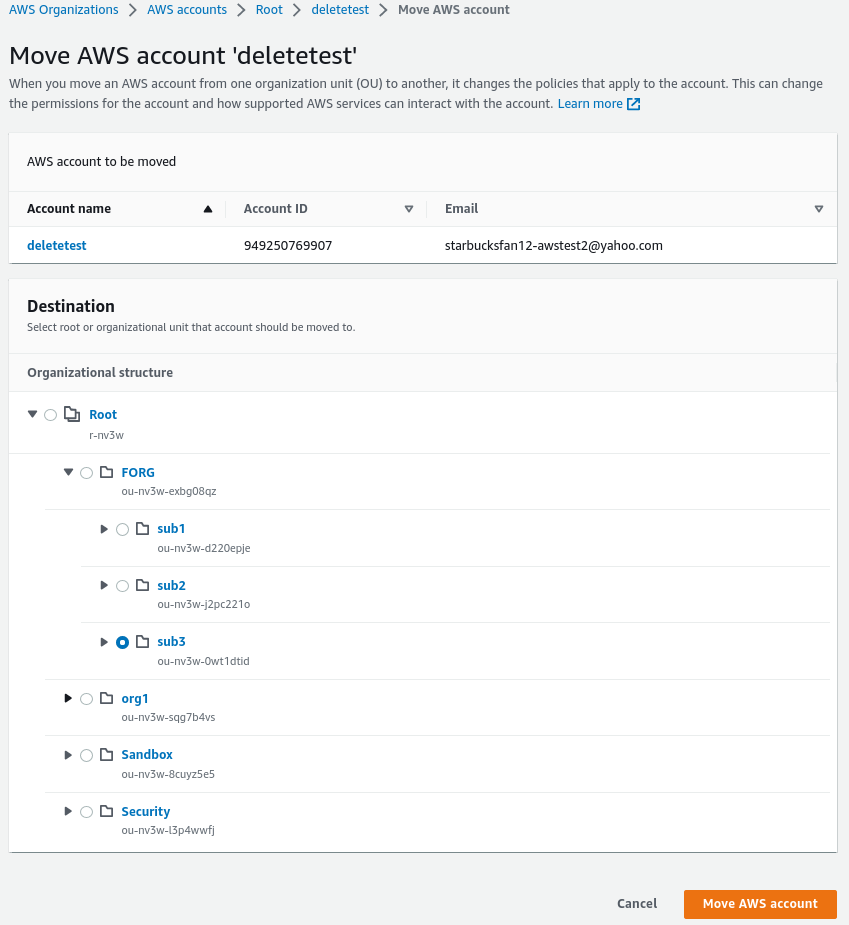 AWS Organizations > AWS accounts > Root > deletetest > Move AWS account
Move AWS account 'deletetest'
When you move an AWS account from one organization unit (OU) to another, it changes the policies that apply to the account. This can change
the permissions for the account and how supported AWS services can interact with the account. Learn more
AWS account to be moved
Account name Account ID Email
deletetest 949250769907 starbucksfan12-awstest2@yahoo.com
Destination
Select root or organizational unit that account should be moved to.
Organizational structure
Root
r-nv3w
FORG
ou-nv3w-exbg08qz
sub1
ou-nv3w-d220epje
sub2
ou-nv3w-j2pc221o
sub3
ou-nv3w-0wt1dtid
org1
ou-nv3w-sqg7b4vs
Sandbox
ou-nv3w-8cuyz5e5
Security
ou-nv3w-l3p4wwfj
Cancel Move AWS account